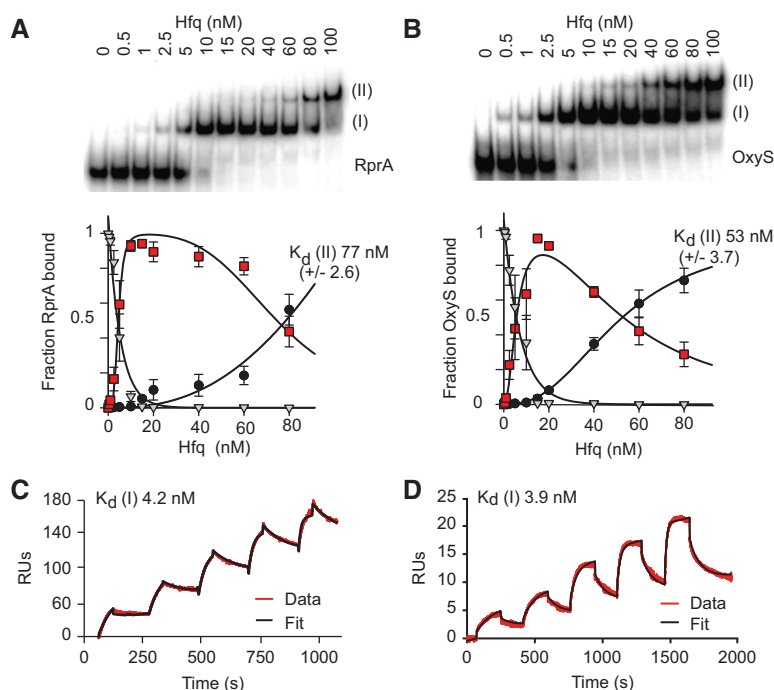 A
Hfq (nM)
0 0.5 1 2.5 5 10 15 20 40 60 80 100
(II)
(I)
RprA
1
0.5
0
Fraction RprA bound
K_d (II) 77 nM
(+/- 2.6)
0 20 40 60 80
Hfq (nM)
B
Hfq (nM)
0 0.5 1 2.5 5 10 15 20 40 60 80 100
(II)
(I)
OxyS
1
0.5
0
Fraction OxyS bound
K_d (II) 53 nM
(+/- 3.7)
0 20 40 60 80
Hfq (nM)
C
K_d (I) 4.2 nM
180
140
100
60
0
RUs
Data
Fit
0 250 500 750 1000
Time (s)
D
K_d (I) 3.9 nM
25
20
15
10
5
0
RUs
Data
Fit
0 500 1000 1500 2000
Time (s)